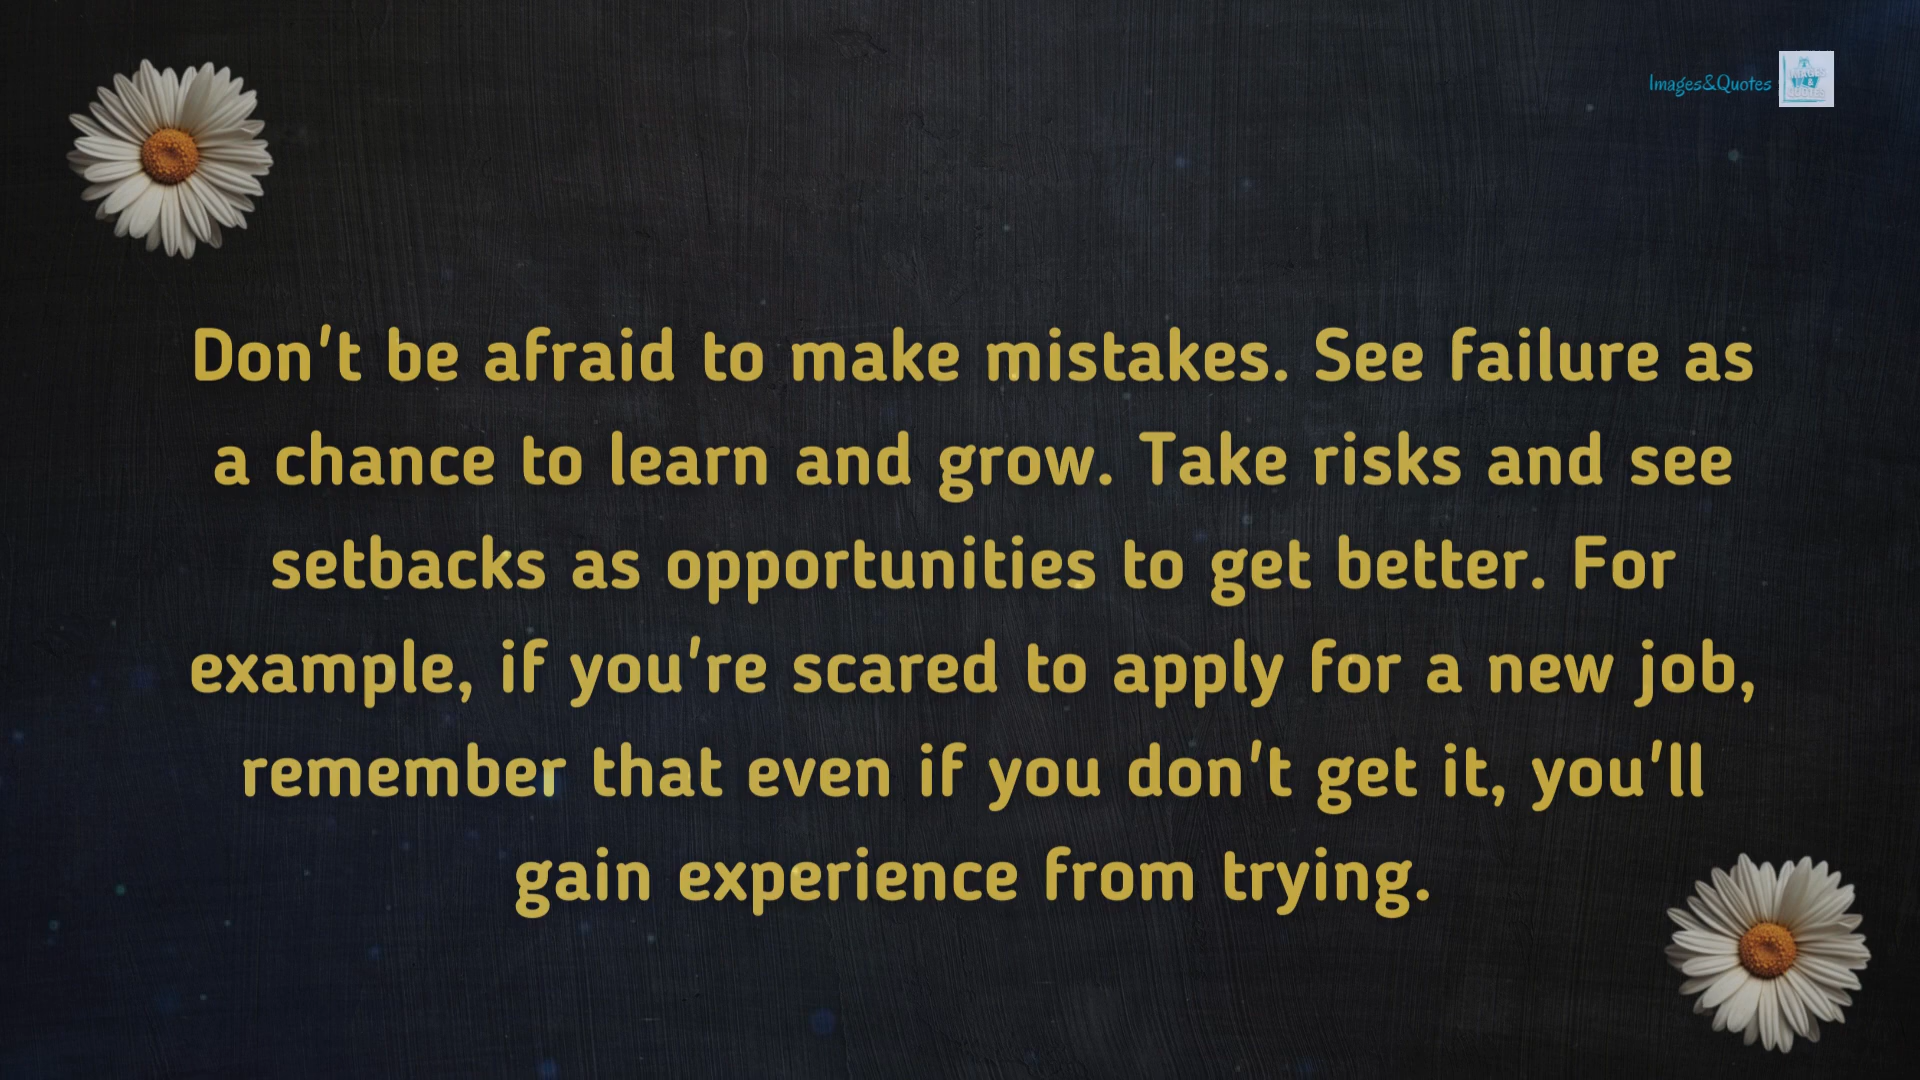 Images&Quotes
Don't be afraid to make mistakes. See failure as
a chance to learn and grow. Take risks and see
setbacks as opportunities to get better. For
example, if you're scared to apply for a new job,
remember that even if you don't get it, you'll
gain experience from trying.